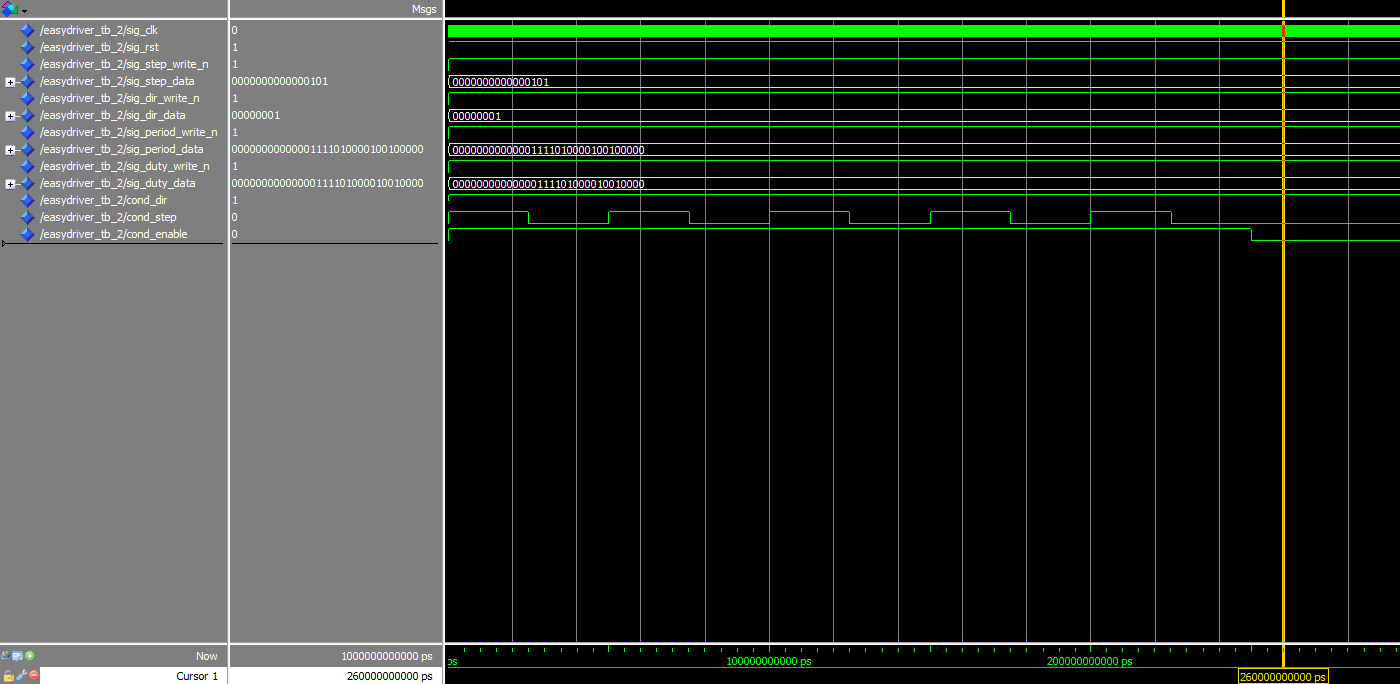 Msgs
/easydriver_tb_2/sig_clk 0
/easydriver_tb_2/sig_rst 1
/easydriver_tb_2/sig_step_write_n 1
/easydriver_tb_2/sig_step_data 0000000000000101 0000000000000101
/easydriver_tb_2/sig_dir_write_n 1
/easydriver_tb_2/sig_dir_data 00000001 00000001
/easydriver_tb_2/sig_period_write_n 1
/easydriver_tb_2/sig_period_data 00000000000001111010000100100000 00000000000001111010000100100000
/easydriver_tb_2/sig_duty_write_n 1
/easydriver_tb_2/sig_duty_data 00000000000000111101000010010000 00000000000000111101000010010000
/easydriver_tb_2/cond_dir 1
/easydriver_tb_2/cond_step 0
/easydriver_tb_2/cond_enable 0
Now 1000000000000 ps ps 100000000000 ps 200000000000 ps
Cursor 1 260000000000 ps 260000000000 ps